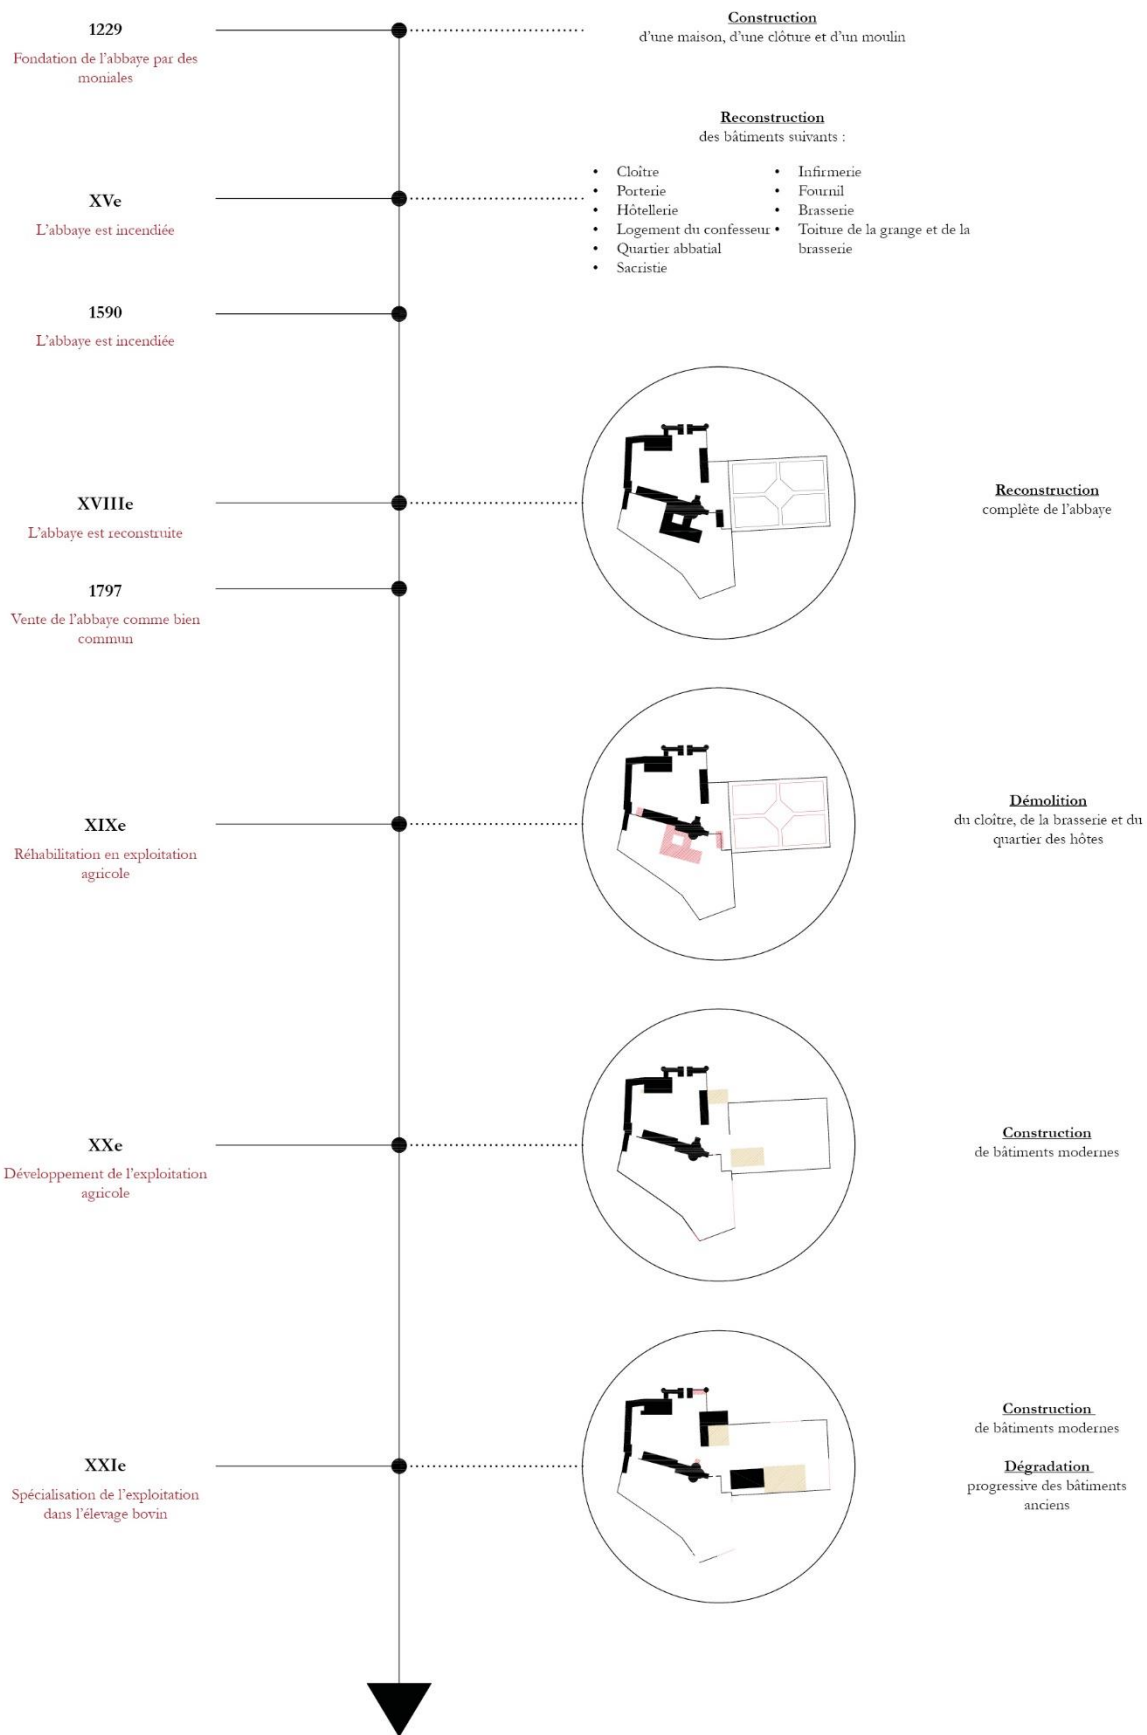 1229
Fondation de l'abbaye par des
moniales
Construction
d'une maison, d'une clôture et d'un moulin
Reconstruction
des bâtiments suivants :
• Cloître
• Porterie
• Hôtellerie
• Logement du confesseur
• Quartier abbatial
• Sacristie
• Infirmerie
• Fournil
• Brasserie
• Toiture de la grange et de la
brasserie
XVe
L'abbaye est incendiée
1590
L'abbaye est incendiée
XVIIIe
L'abbaye est reconstruite
Reconstruction
complète de l'abbaye
1797
Vente de l'abbaye comme bien
commun
XIXe
Réhabilitation en exploitation
agricole
Démolition
du cloître, de la brasserie et du
quartier des hôtes
XXe
Développement de l'exploitation
agricole
Construction
de bâtiments modernes
XXIe
Spécialisation de l'exploitation
dans l'élevage bovin
Construction
de bâtiments modernes
Dégradation
progressive des bâtiments
anciens